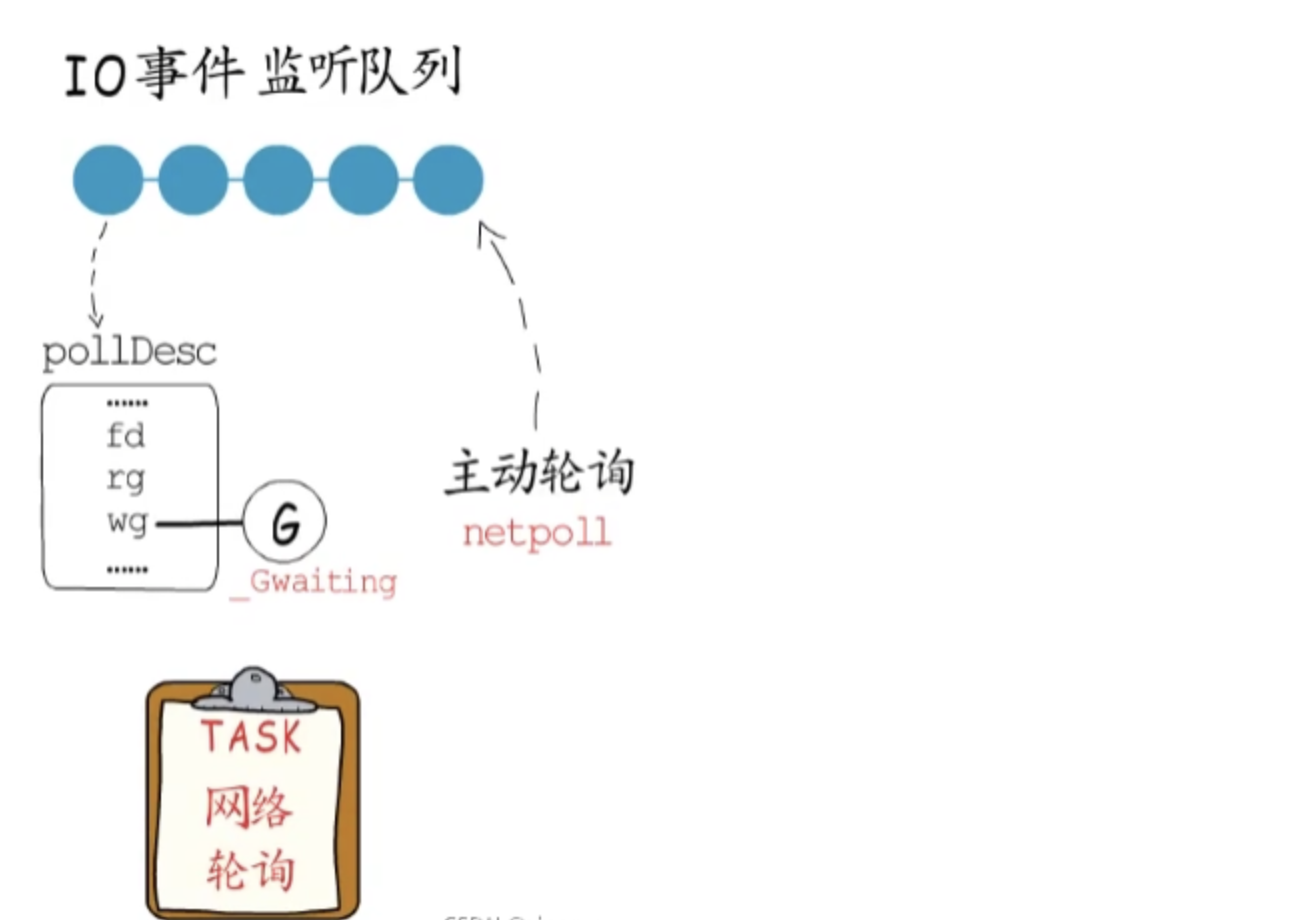 IO事件 监听队列
pollDesc
......
fd
rg
wg
G
......
_Gwaiting
主动轮询
netpoll
TASK
网络
轮询